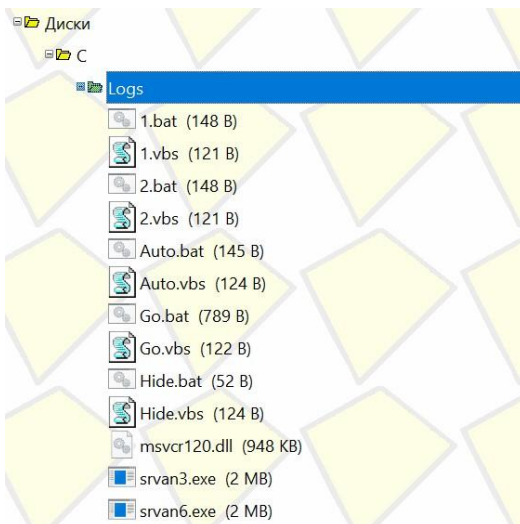 Диски
C
Logs
1.bat (148 B)
1.vbs (121 B)
2.bat (148 B)
2.vbs (121 B)
Auto.bat (145 B)
Auto.vbs (124 B)
Go.bat (789 B)
Go.vbs (122 B)
Hide.bat (52 B)
Hide.vbs (124 B)
msvcr120.dll (948 KB)
srvan3.exe (2 MB)
srvan6.exe (2 MB)